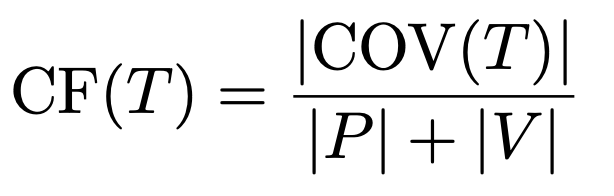 CF(T) = |COV(T)| / |P| + |V|